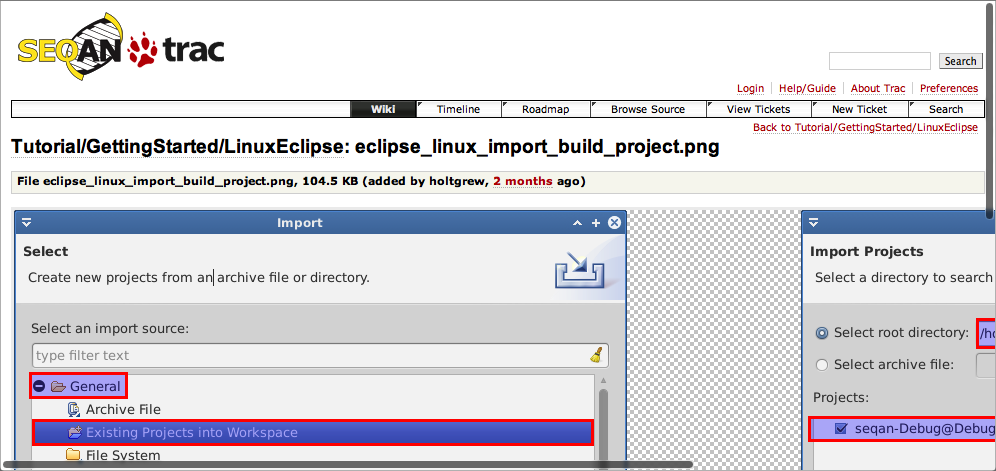 SEQAN trac
Search
Login Help/Guide About Trac Preferences
Wiki Timeline Roadmap Browse Source View Tickets New Ticket Search
Back to Tutorial/GettingStarted/LinuxEclipse
Tutorial/GettingStarted/LinuxEclipse: eclipse_linux_import_build_project.png
File eclipse_linux_import_build_project.png, 104.5 KB (added by holtgrew, 2 months ago)
Import
Select
Create new projects from an archive file or directory.
Select an import source:
type filter text
General
Archive File
Existing Projects into Workspace
File System
Import Projects
Select a directory to search
Select root directory: /ho
Select archive file:
Projects:
seqan-Debug@Debug